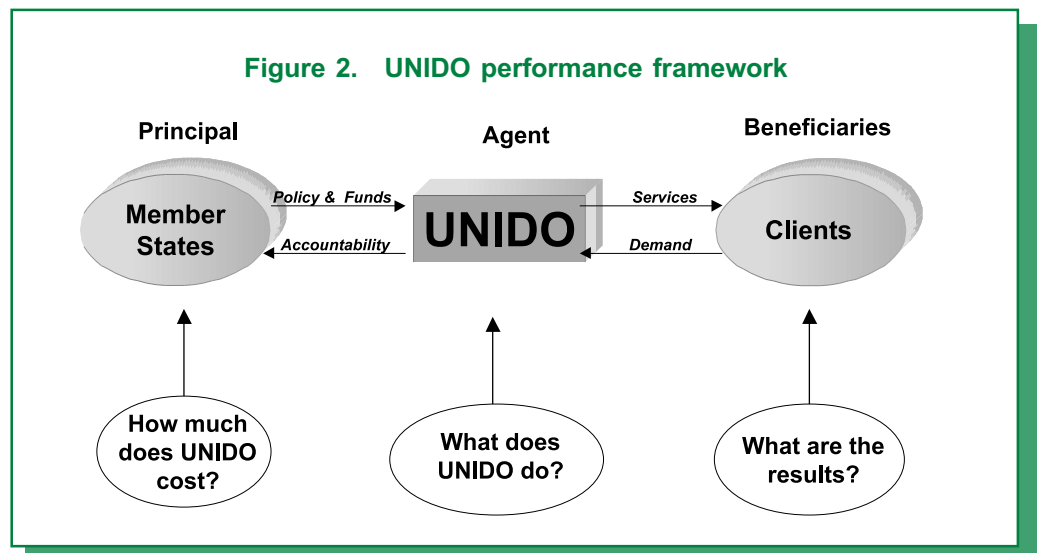 Figure 2. UNIDO performance framework
Principal
Agent
Beneficiaries
Member
States
Policy & Funds
Accountability
UNIDO
Services
Demand
Clients
How much
does UNIDO
cost?
What does
UNIDO do?
What are the
results?